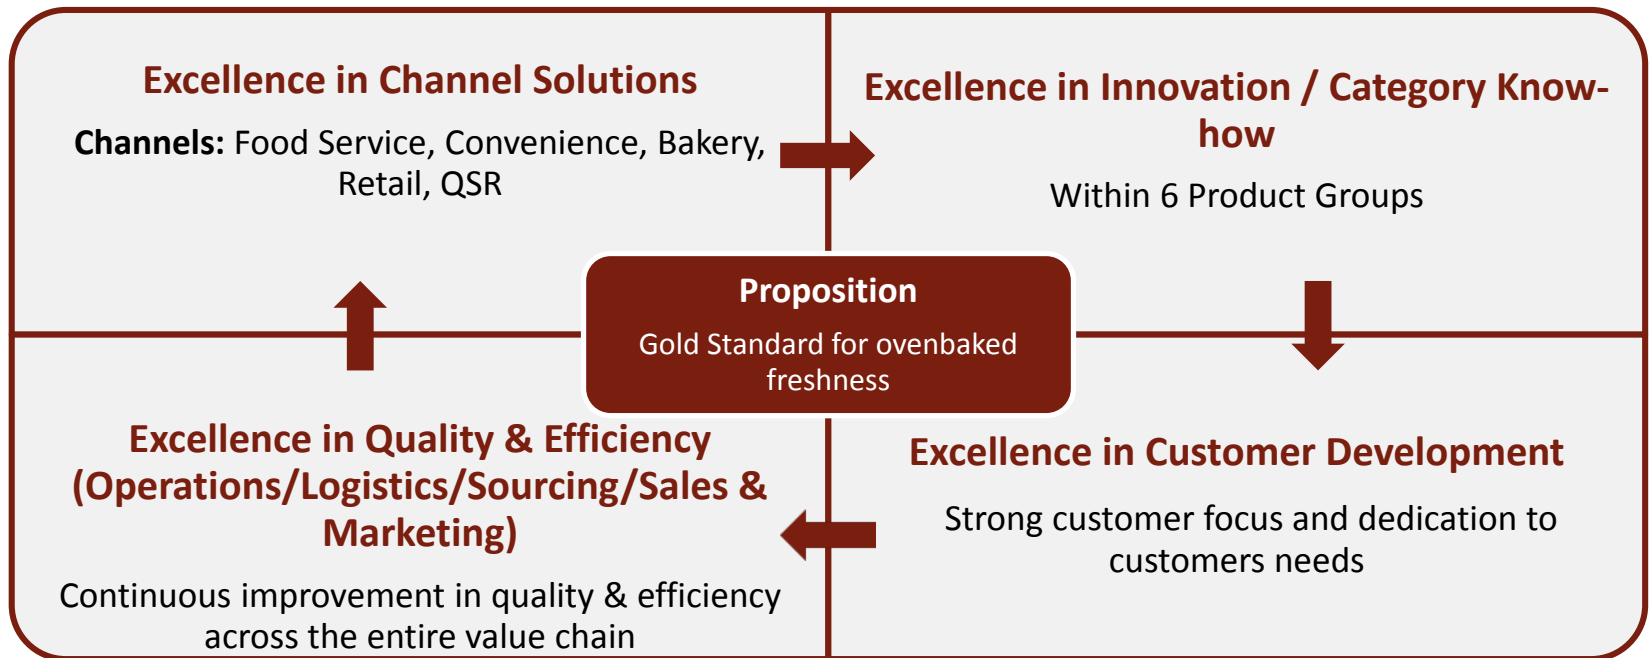 Excellence in Channel Solutions
Channels: Food Service, Convenience, Bakery,
Retail, QSR
Excellence in Innovation / Category Know-
how
Within 6 Product Groups
Proposition
Gold Standard for ovenbaked
freshness
Excellence in Quality & Efficiency
(Operations/Logistics/Sourcing/Sales &
Marketing)
Continuous improvement in quality & efficiency
across the entire value chain
Excellence in Customer Development
Strong customer focus and dedication to
customers needs